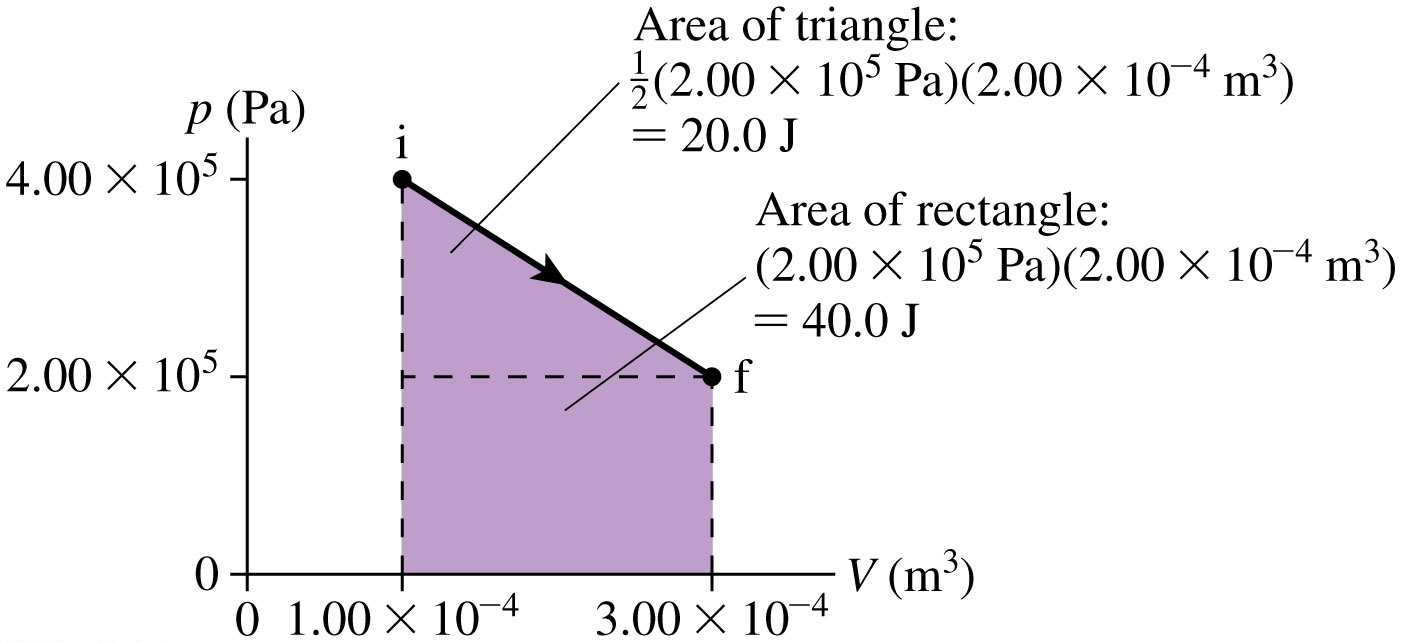 Area of triangle:
½(2.00 × 10⁵ Pa)(2.00 × 10⁻⁴ m³)
= 20.0 J
p (Pa)
i
4.00 × 10⁵
Area of rectangle:
(2.00 × 10⁵ Pa)(2.00 × 10⁻⁴ m³)
= 40.0 J
2.00 × 10⁵
f
0
V (m³)
0 1.00 × 10⁻⁴ 3.00 × 10⁻⁴